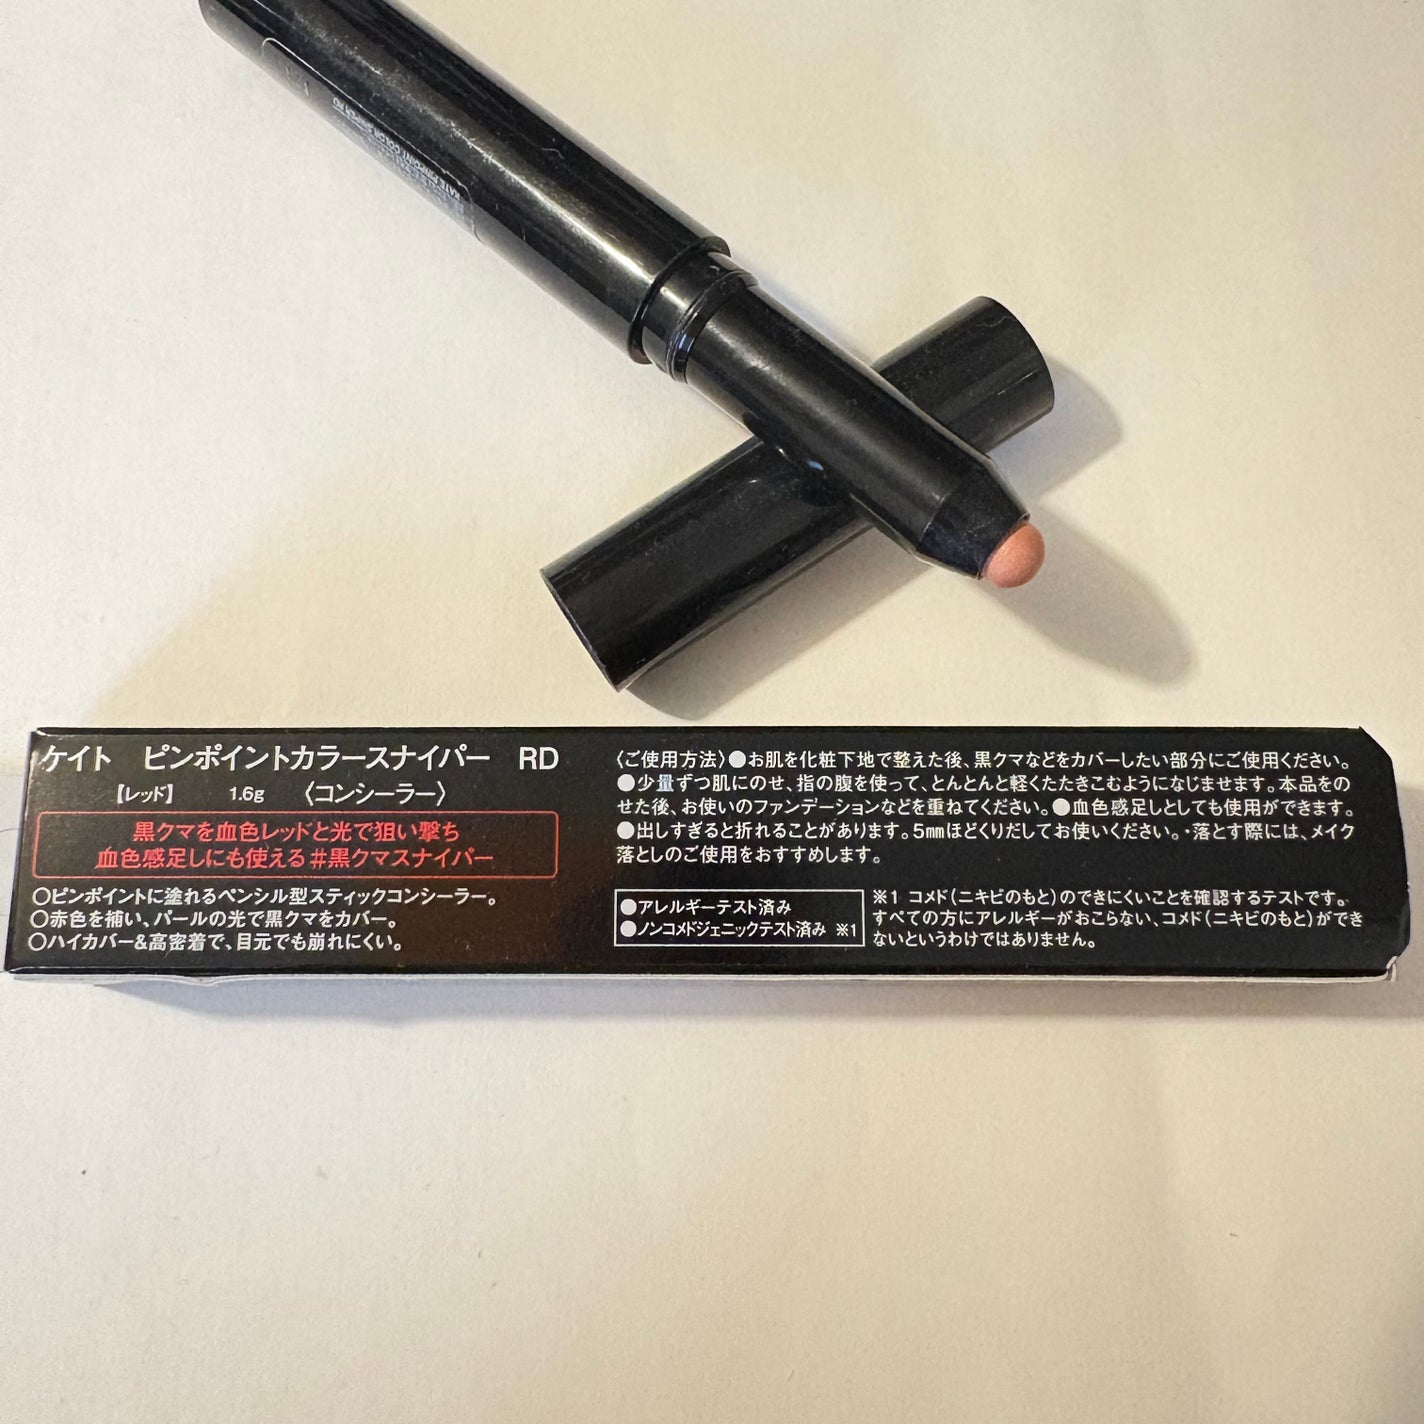 KATE PINPOINT COLOR SNIPER RD
ケイト ピンポイントカラースナイパー RD
【レッド】 1.6g 〈コンシーラー〉
黒クマを血色レッドと光で狙い撃ち
血色感足しにも使える#黒クマスナイパー
○ピンポイントに塗れるペンシル型スティックコンシーラー。
○赤色を補い、パールの光で黒クマをカバー。
○ハイカバー&高密着で、目元でも崩れにくい。
〈ご使用方法〉●お肌を化粧下地で整えた後、黒クマなどをカバーしたい部分にご使用ください。
●少量ずつ肌にのせ、指の腹を使って、とんとんと軽くたたきこむようになじませます。本品をの
せた後、お使いのファンデーションなどを重ねてください。●血色感足しとしても使用ができます。
●出しすぎると折れることがあります。5㎜ほどくりだしてお使いください。・落とす際には、メイク
落としのご使用をおすすめします。
●アレルギーテスト済み
●ノンコメドジェニックテスト済み ※1
※1 コメド(ニキビのもと)のできにくいことを確認するテストです。
すべての方にアレルギーがおこらない、コメド(ニキビのもと)ができ
ないというわけではありません。